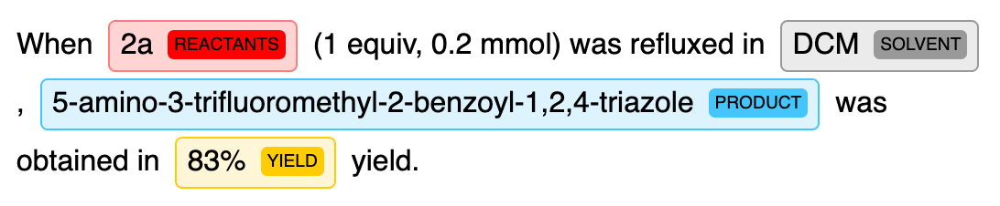 When 2a REACTANTS (1 equiv, 0.2 mmol) was refluxed in DCM SOLVENT
, 5-amino-3-trifluoromethyl-2-benzoyl-1,2,4-triazole PRODUCT was
obtained in 83% YIELD yield.